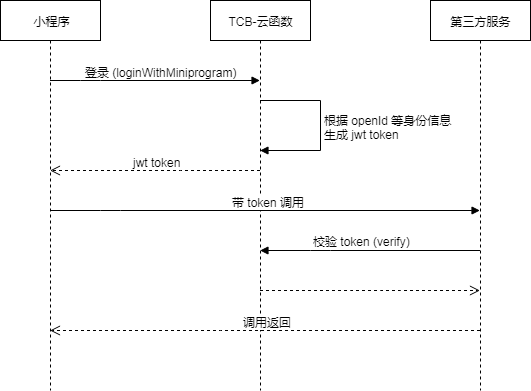 小程序
TCB-云函数
第三方服务
登录 (loginWithMiniprogram)
根据 openId 等身份信息
生成 jwt token
jwt token
带 token 调用
校验 token (verify)
调用返回